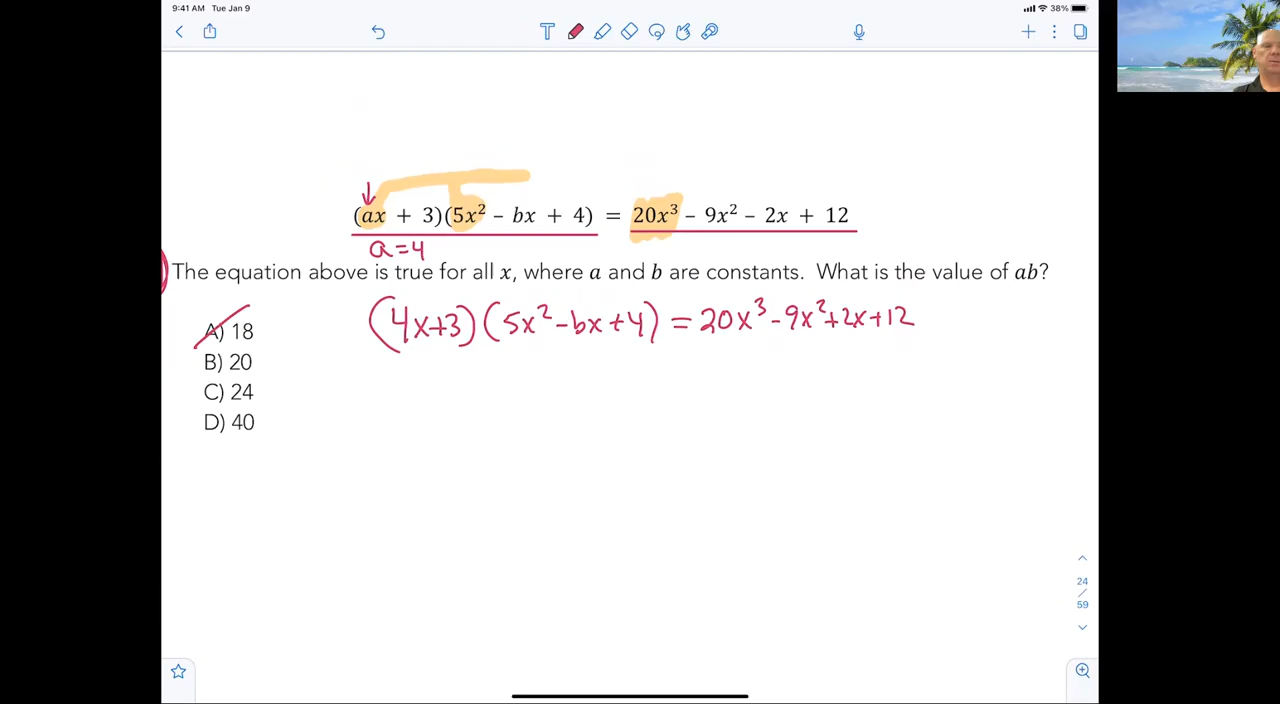 9:41 AM Tue Jan 9
38%
(ax + 3)(5x² – bx + 4) = 20x³ – 9x² – 2x + 12
a=4
The equation above is true for all x, where a and b are constants. What is the value of ab?
(4x+3)(5x²-bx+4) = 20x³-9x²+2x+12
A) 18
B) 20
C) 24
D) 40
24
/
59